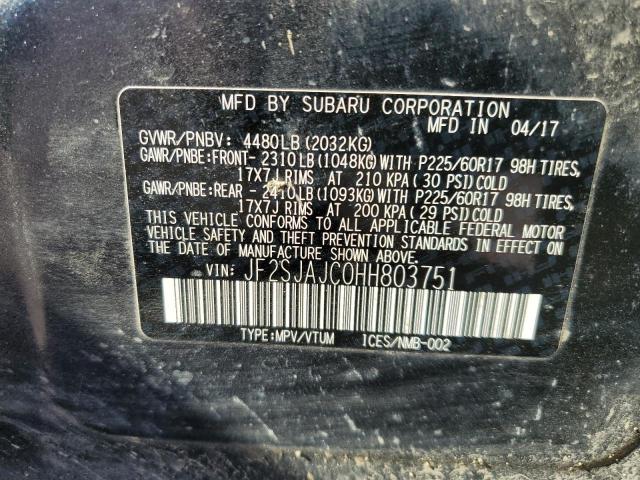 MFD BY SUBARU CORPORATION
MFD IN 04/17
GVWR/PNBV: 4480LB(2032KG)
GAWR/PNBE:FRONT- 2310LB(1048KG)WITH P225/60R17 98H TIRES,
17X7J RIMS AT 210 KPA(30 PSI)COLD
GAWR/PNBE:REAR - 2410LB(1093KG)WITH P225/60R17 98H TIRES,
17X7J RIMS AT 200 KPA(29 PSI)COLD
THIS VEHICLE CONFORMS TO ALL APPLICABLE FEDERAL MOTOR
VEHICLE SAFETY AND THEFT PREVENTION STANDARDS IN EFFECT ON
THE DATE OF MANUFACTURE SHOWN ABOVE.
VIN: JF2SJAJC0HH803751
TYPE:MPV/VTUM ICES/NMB-002